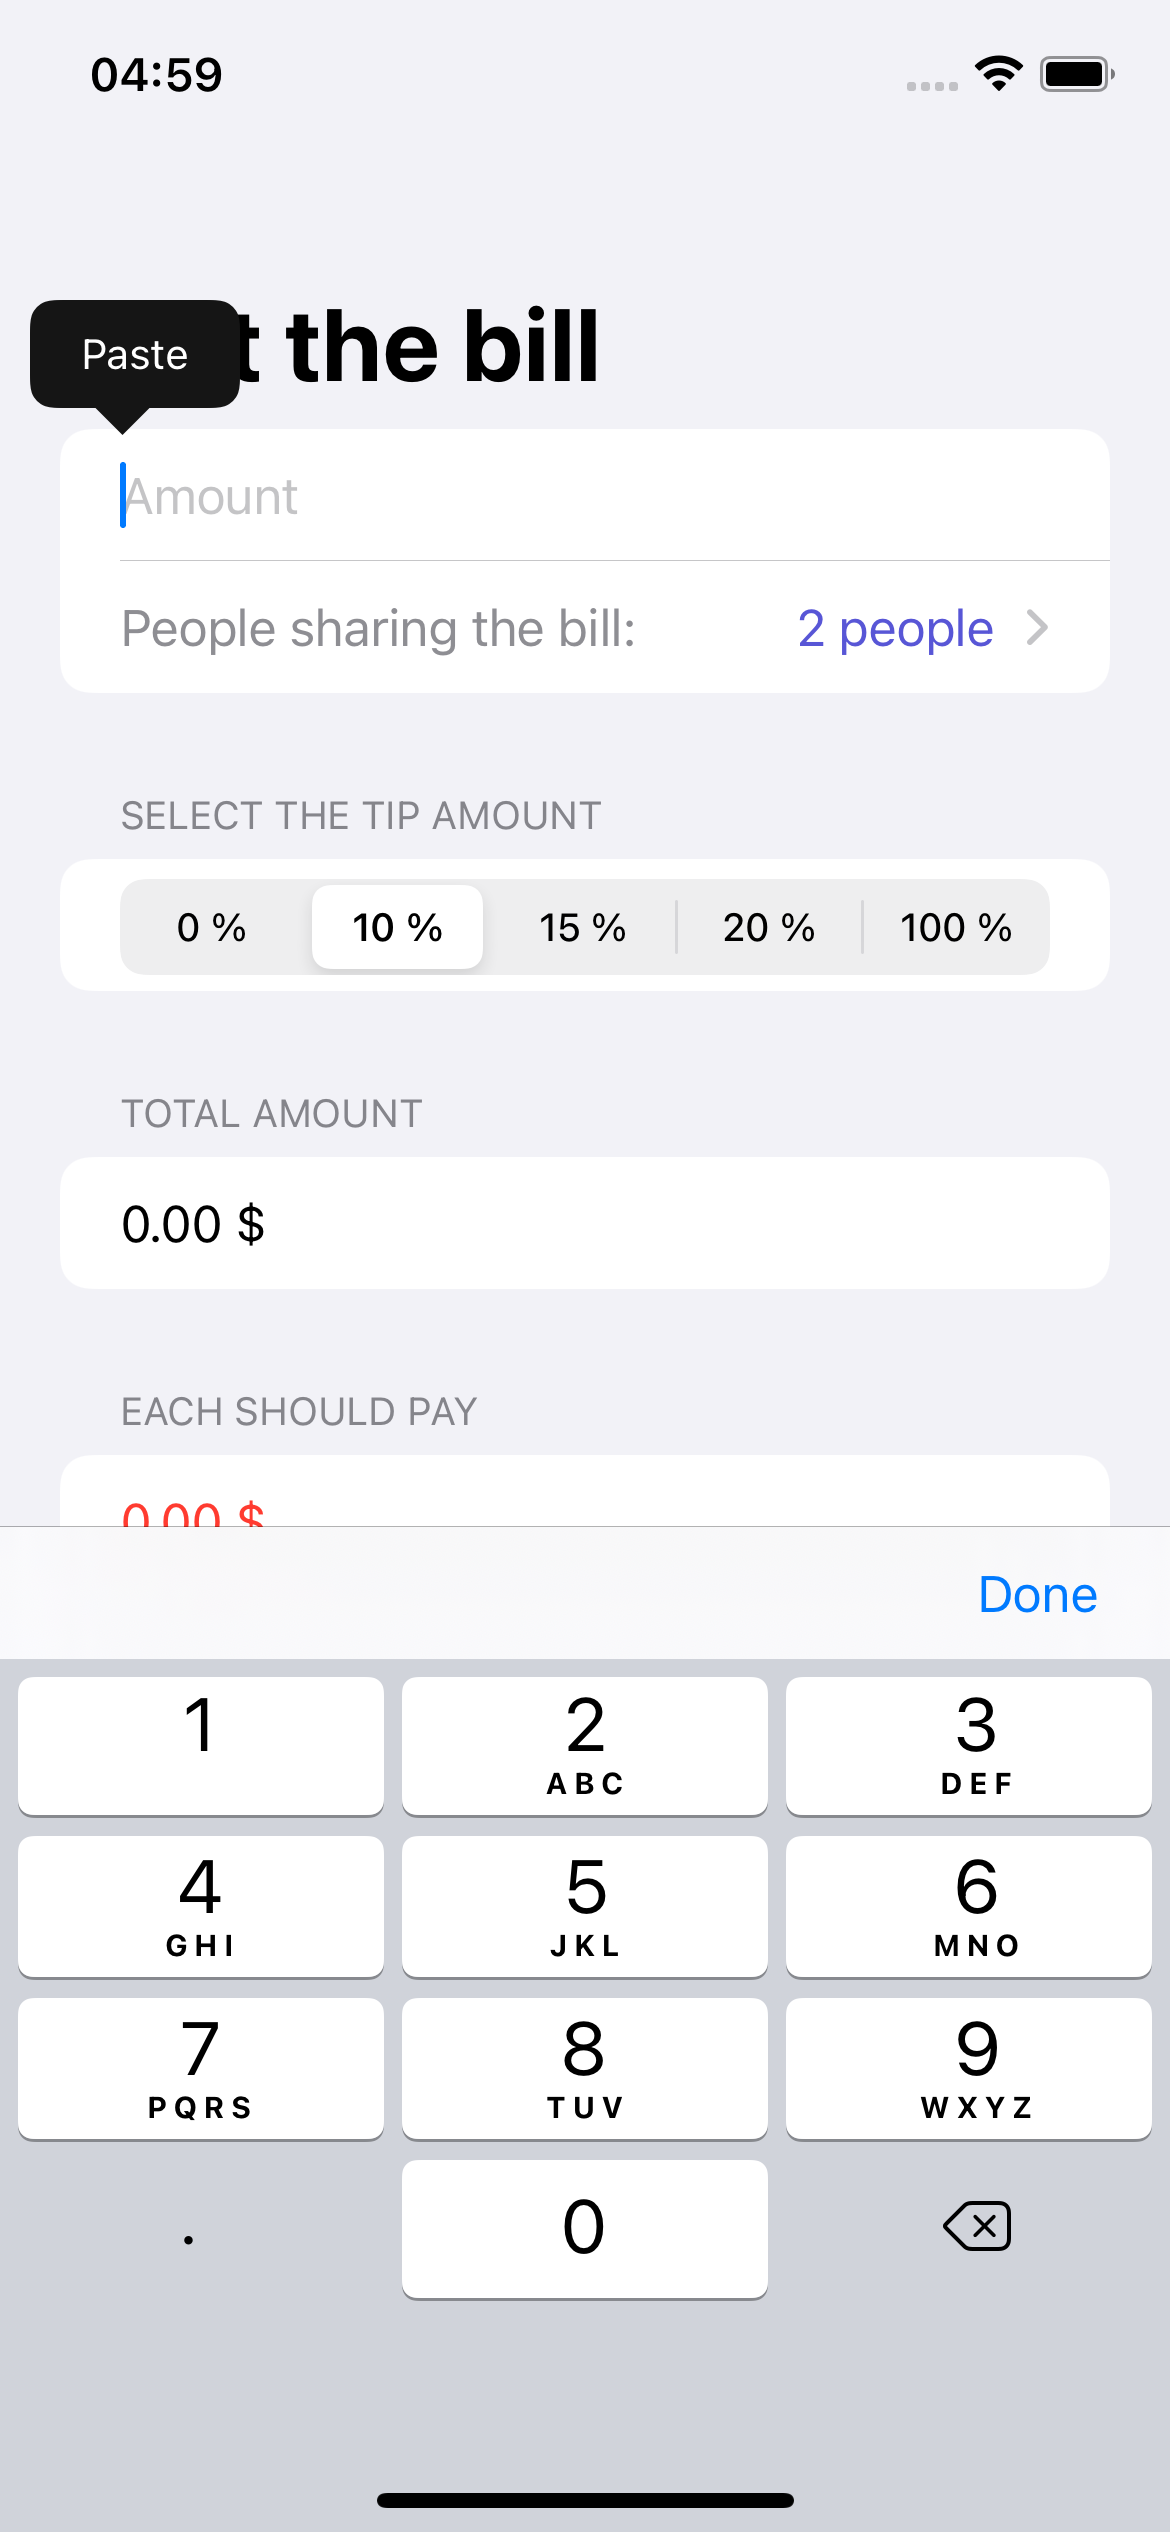 04:59
Paste
t the bill
Amount
People sharing the bill: 2 people
SELECT THE TIP AMOUNT
0 % 10 % 15 % 20 % 100 %
TOTAL AMOUNT
0.00 $
EACH SHOULD PAY
0.00 $
Done
1 2 3
ABC DEF
4 5 6
GHI JKL MNO
7 8 9
PQRS TUV WXYZ
. 0